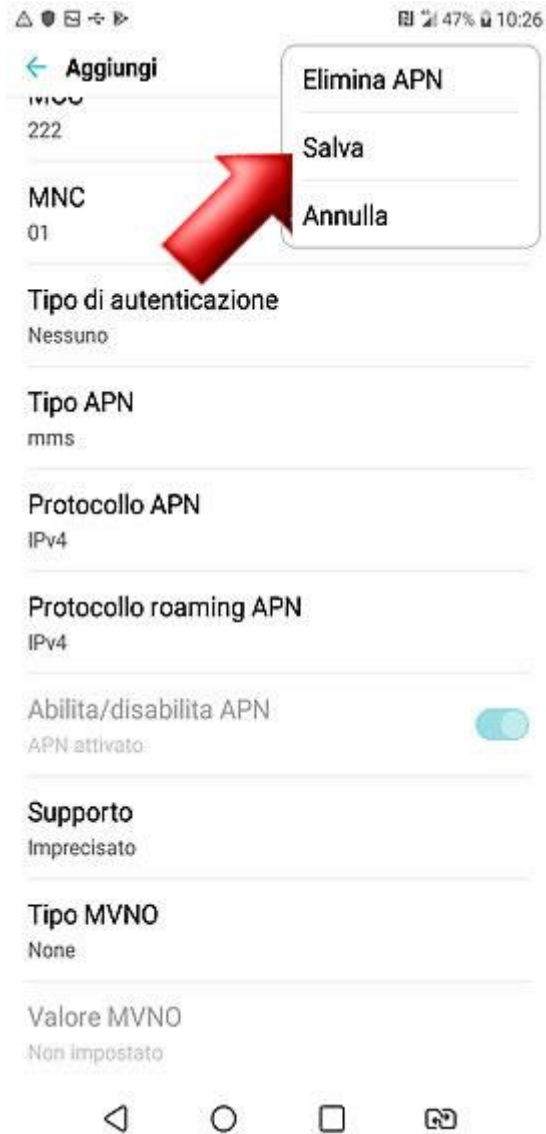 47% 10:26
Aggiungi
Elimina APN
Salva
Annulla
MCC
222
MNC
01
Tipo di autenticazione
Nessuno
Tipo APN
mms
Protocollo APN
IPv4
Protocollo roaming APN
IPv4
Abilita/disabilita APN
APN attivato
Supporto
Imprecisato
Tipo MVNO
None
Valore MVNO
Non impostato